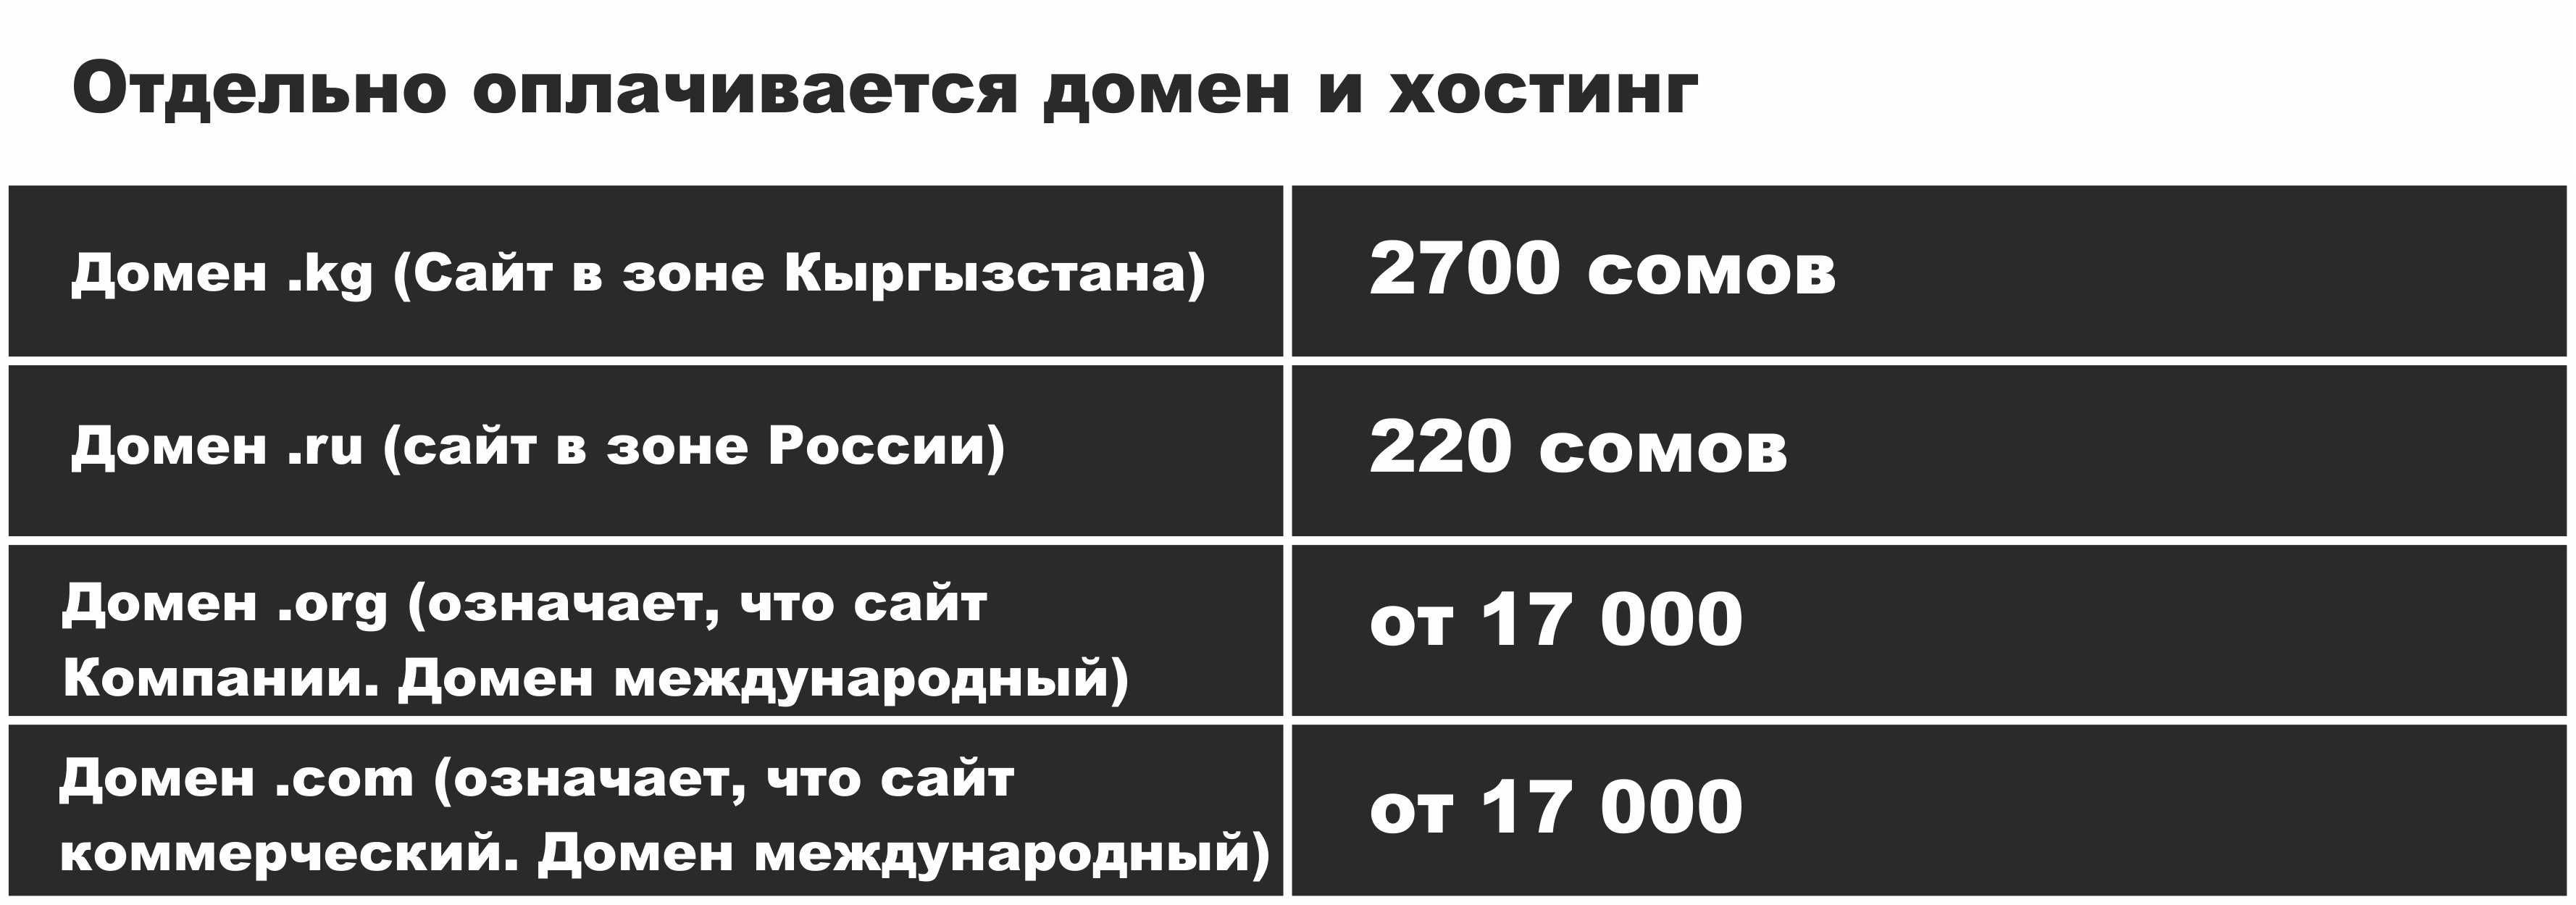 Отдельно оплачивается домен и хостинг
Домен .kg (Сайт в зоне Кыргызстана)
2700 сомов
Домен .ru (сайт в зоне России)
220 сомов
Домен .org (означает, что сайт
Компании. Домен международный)
от 17 000
Домен .com (означает, что сайт
коммерческий. Домен международный)
от 17 000